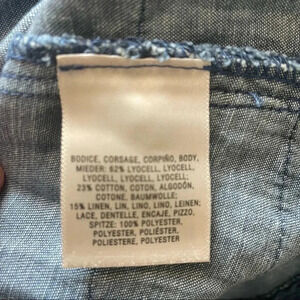 BODICE, CORSAGE, CORPIÑO, BODY,
MIEDER: 62% LYOCELL, LYOCELL,
LYOCELL, LYOCELL, LYOCELL;
23% COTTON, COTON, ALGODÓN,
COTONE, BAUMWOLLE;
15% LINEN, LIN, LINO, LINO, LEINEN;
LACE, DENTELLE, ENCAJE, PIZZO,
SPITZE: 100% POLYESTER,
POLYESTER, POLIÉSTER,
POLIESTERE, POLYESTER